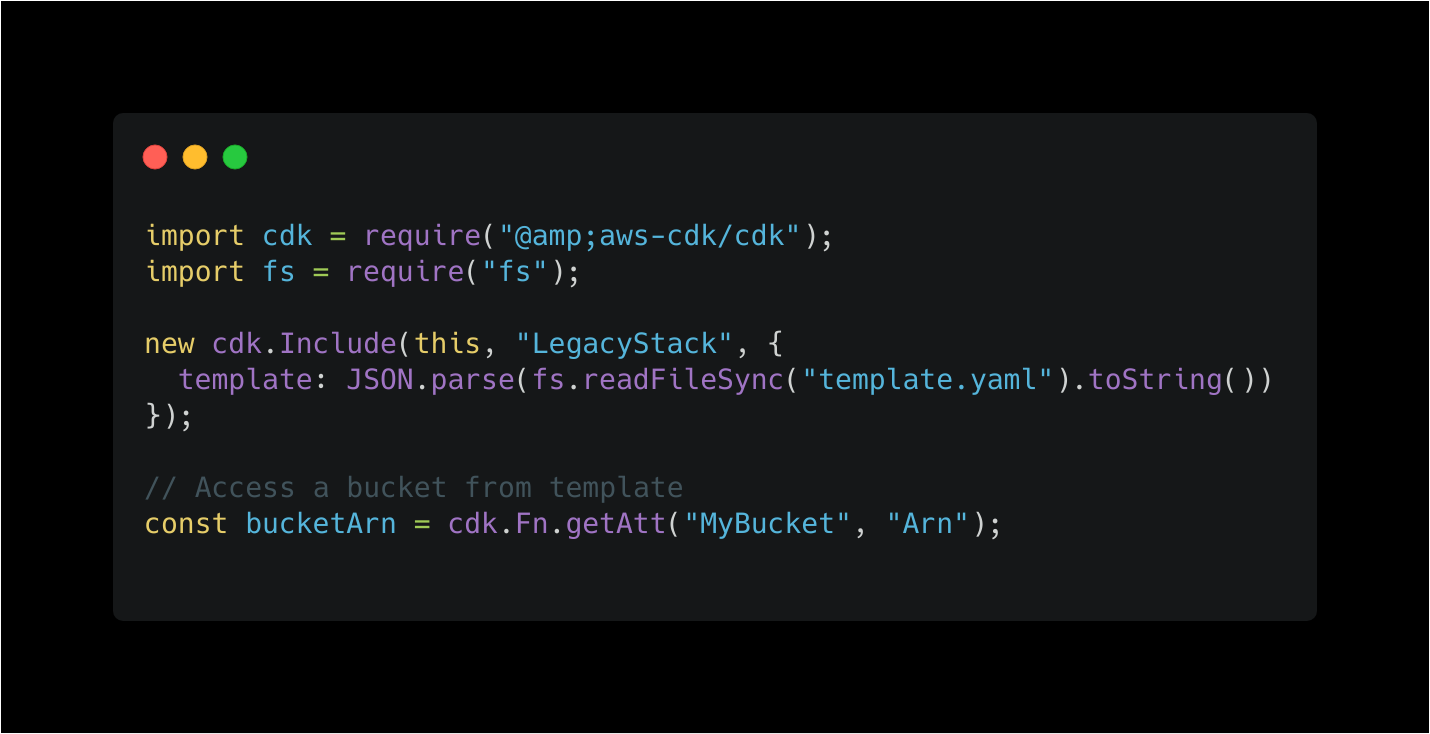 import cdk = require("@amp;aws-cdk/cdk");
import fs = require("fs");

new cdk.Include(this, "LegacyStack", {
  template: JSON.parse(fs.readFileSync("template.yaml").toString())
});

// Access a bucket from template
const bucketArn = cdk.Fn.getAtt("MyBucket", "Arn");